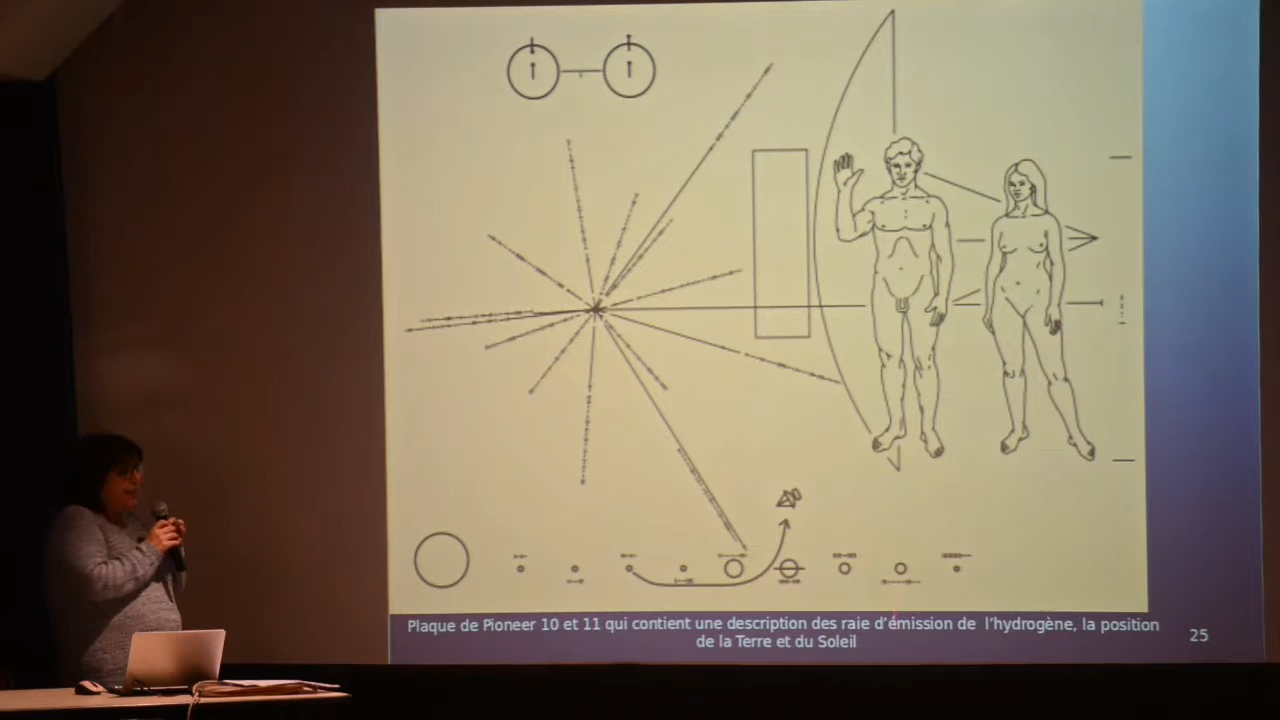 Plaque de Pioneer 10 et 11 qui contient une description des raie d’émission de l’hydrogène, la position
de la Terre et du Soleil
25